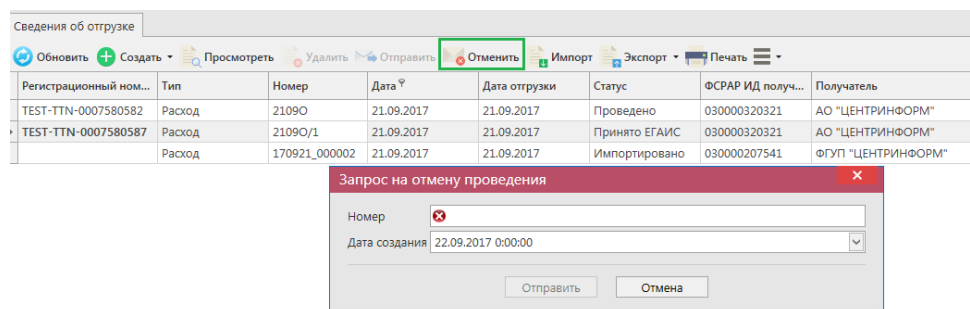 Сведения об отгрузке
Обновить Создать Просмотреть Удалить Отправить Отменить Импорт Экспорт Печать
Регистрационный ном... Тип Номер Дата Дата отгрузки Статус ФСРАР ИД получ... Получатель
TEST-TTN-0007580582 Расход 2109О 21.09.2017 21.09.2017 Проведено 030000320321 АО "ЦЕНТРИНФОРМ"
TEST-TTN-0007580587 Расход 2109О/1 21.09.2017 21.09.2017 Принято ЕГАИС 030000320321 АО "ЦЕНТРИНФОРМ"
Расход 170921_000002 21.09.2017 21.09.2017 Импортировано 030000207541 ФГУП "ЦЕНТРИНФОРМ"
Запрос на отмену проведения
Номер
Дата создания 22.09.2017 0:00:00
Отправить Отмена